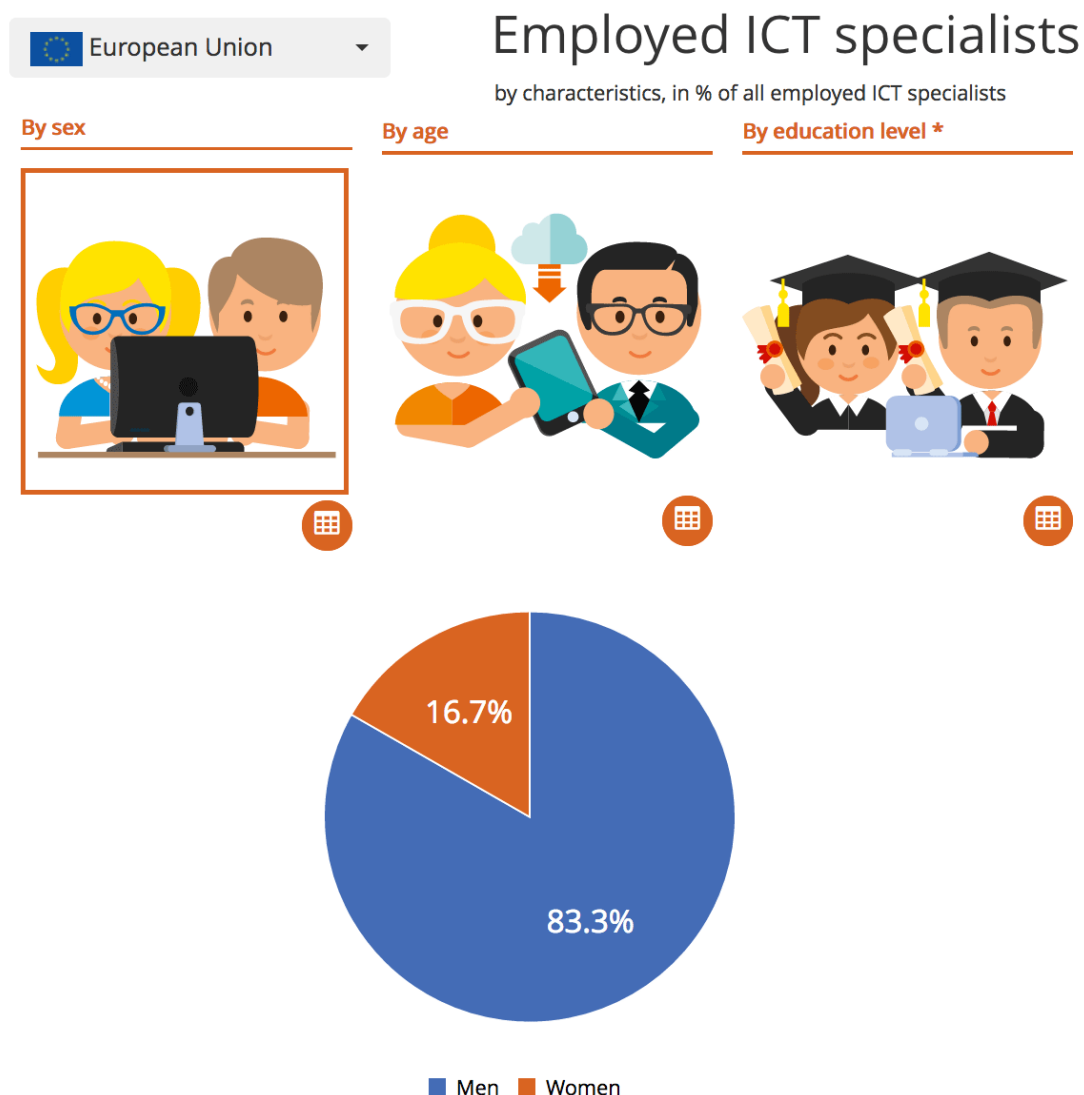 European Union
Employed ICT specialists
by characteristics, in % of all employed ICT specialists
By sex
By age
By education level *
16.7%
83.3%
Men
Women